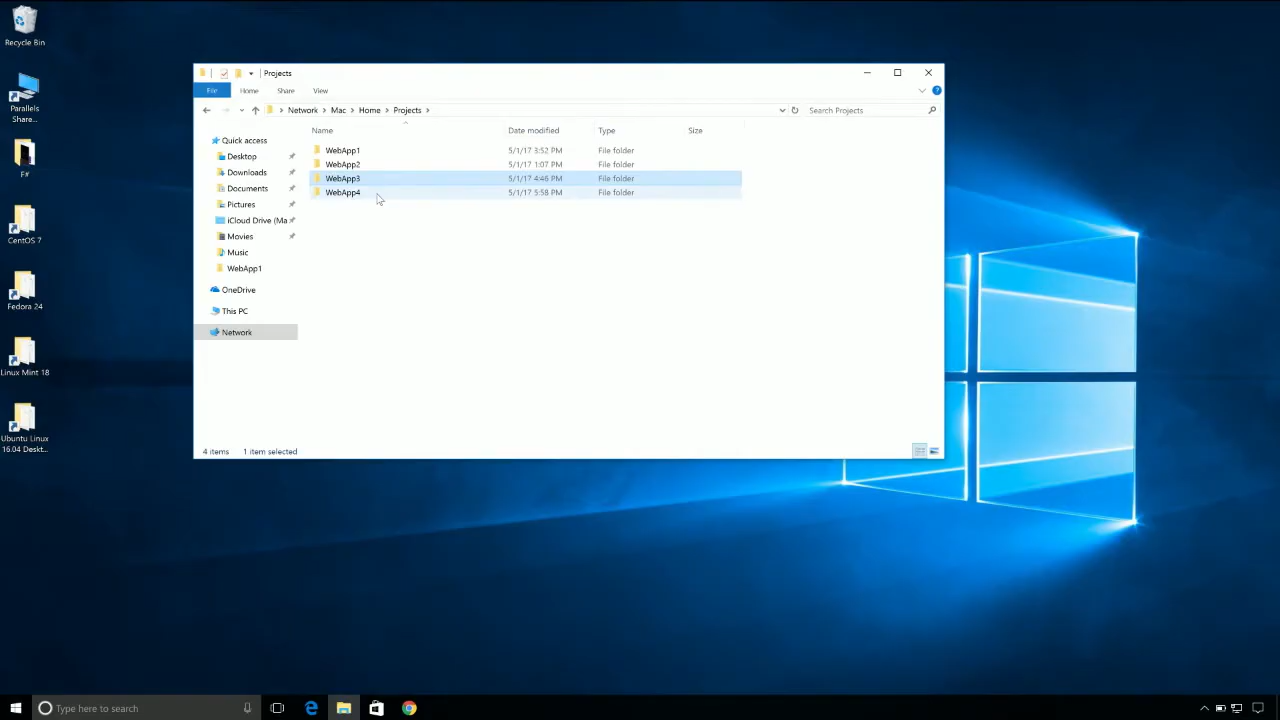 Recycle Bin
Parallels
Share...
F#
CentOS 7
Fedora 24
Linux Mint 18
Ubuntu Linux
16.04 Deskt...
Projects
File Home Share View
Network Mac Home Projects
Search Projects
Quick access
Desktop
Downloads
Documents
Pictures
iCloud Drive (Ma
Movies
Music
WebApp1
OneDrive
This PC
Network
Name Date modified Type Size
WebApp1 5/1/17 3:52 PM File folder
WebApp2 5/1/17 1:07 PM File folder
WebApp3 5/1/17 4:46 PM File folder
WebApp4 5/1/17 5:58 PM File folder
4 items 1 item selected
Type here to search